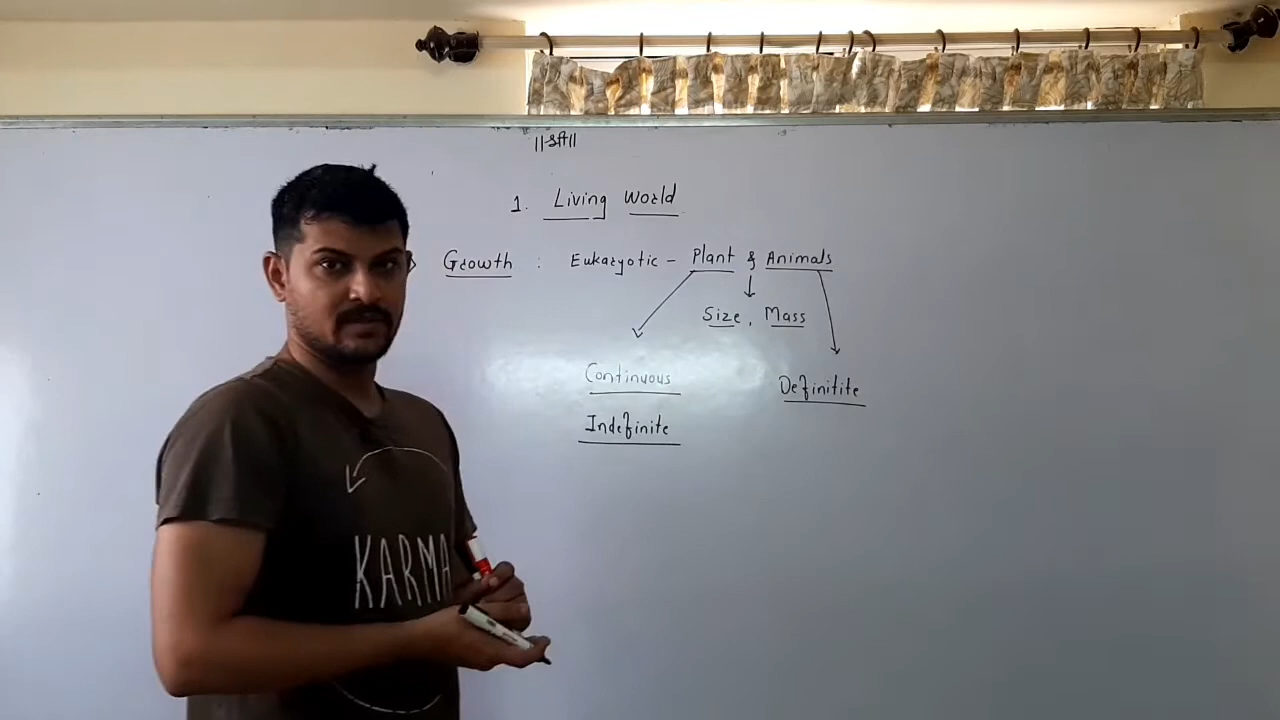 ||श्री||
1. Living World
Growth : Eukaryotic - Plant & Animals
Size, Mass
Continuous
Definitite
Indefinite
KARMA